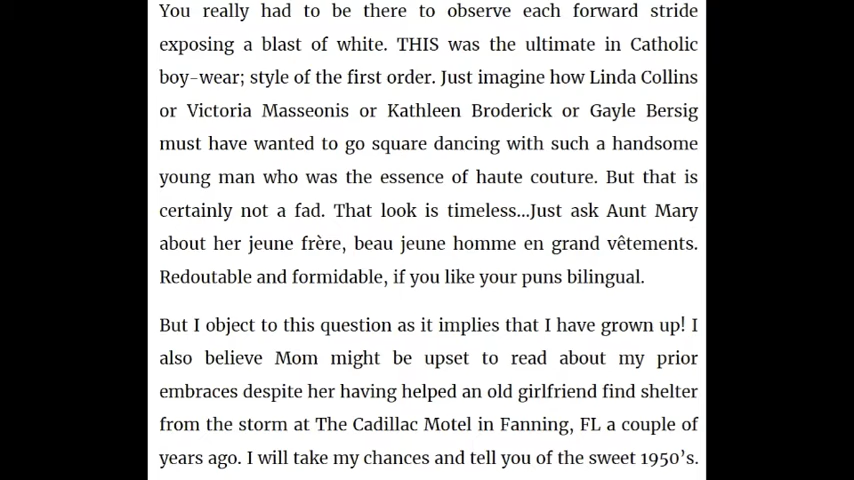 You really had to be there to observe each forward stride
exposing a blast of white. THIS was the ultimate in Catholic
boy-wear; style of the first order. Just imagine how Linda Collins
or Victoria Masseonis or Kathleen Broderick or Gayle Bersig
must have wanted to go square dancing with such a handsome
young man who was the essence of haute couture. But that is
certainly not a fad. That look is timeless...Just ask Aunt Mary
about her jeune frère, beau jeune homme en grand vêtements.
Redoutable and formidable, if you like your puns bilingual.
But I object to this question as it implies that I have grown up! I
also believe Mom might be upset to read about my prior
embraces despite her having helped an old girlfriend find shelter
from the storm at The Cadillac Motel in Fanning, FL a couple of
years ago. I will take my chances and tell you of the sweet 1950's.